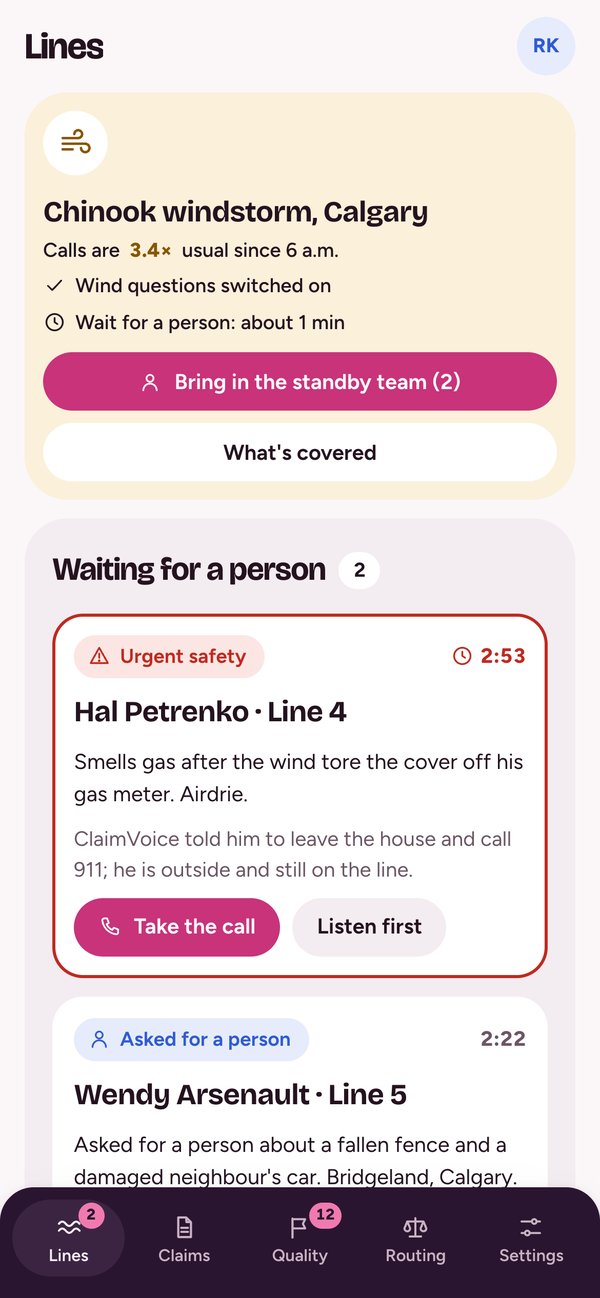 Lines
RK
Chinook windstorm, Calgary
Calls are 3.4× usual since 6 a.m.
Wind questions switched on
Wait for a person: about 1 min
Bring in the standby team (2)
What's covered
Waiting for a person 2
Urgent safety 2:53
Hal Petrenko · Line 4
Smells gas after the wind tore the cover off his
gas meter. Airdrie.
ClaimVoice told him to leave the house and call
911; he is outside and still on the line.
Take the call Listen first
Asked for a person 2:22
Wendy Arsenault · Line 5
Asked for a person about a fallen fence and a
damaged neighbour's car. Bridgeland, Calgary.
2 12
Lines Claims Quality Routing Settings